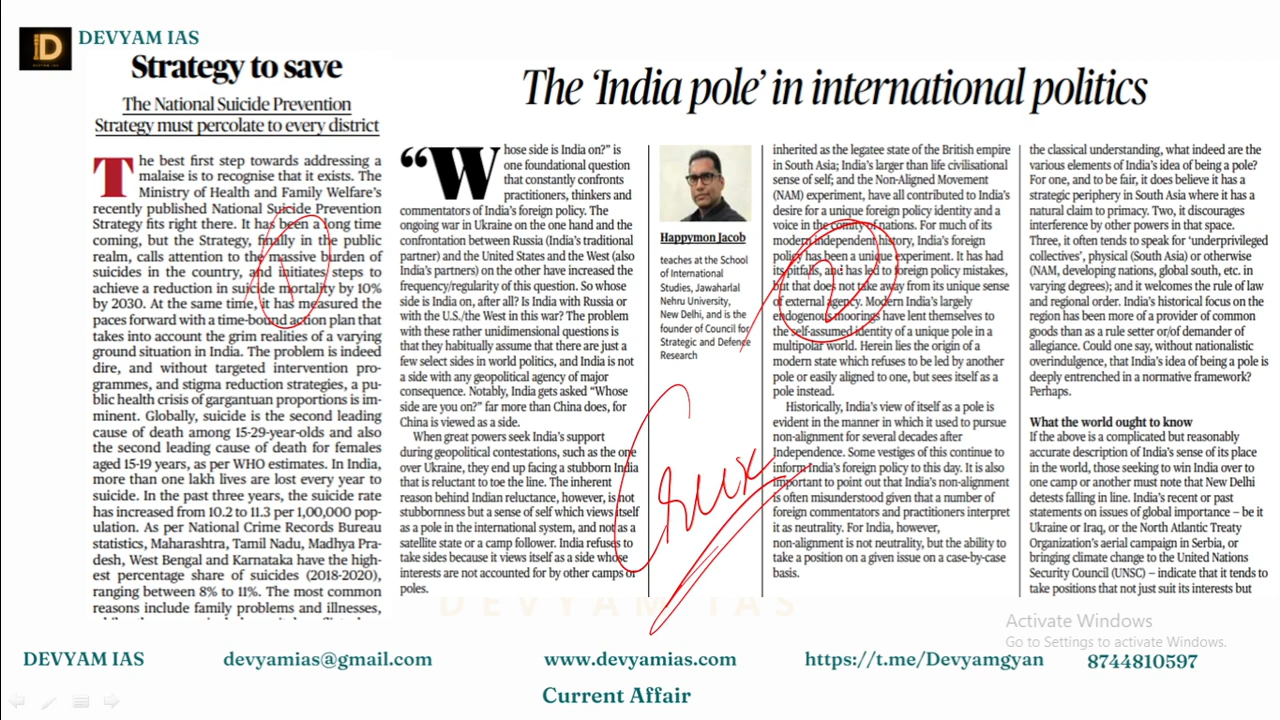 DEVYAM IAS
Strategy to save
The National Suicide Prevention
Strategy must percolate to every district
The best first step towards addressing a
malaise is to recognise that it exists. The
Ministry of Health and Family Welfare's
recently published National Suicide Prevention
Strategy fits right there. It has been a long time
coming, but the Strategy, finally in the public
realm, calls attention to the massive burden of
suicides in the country, and initiates steps to
achieve a reduction in suicide mortality by 10%
by 2030. At the same time, it has measured the
paces forward with a time-bound action plan that
takes into account the grim realities of a varying
ground situation in India. The problem is indeed
dire, and without targeted intervention pro-
grammes, and stigma reduction strategies, a pu-
blic health crisis of gargantuan proportions is im-
minent. Globally, suicide is the second leading
cause of death among 15-29-year-olds and also
the second leading cause of death for females
aged 15-19 years, as per WHO estimates. In India,
more than one lakh lives are lost every year to
suicide. In the past three years, the suicide rate
has increased from 10.2 to 11.3 per 1,00,000 pop-
ulation. As per National Crime Records Bureau
statistics, Maharashtra, Tamil Nadu, Madhya Pra-
desh, West Bengal and Karnataka have the high-
est percentage share of suicides (2018-2020),
ranging between 8% to 11%. The most common
reasons include family problems and illnesses,
The 'India pole' in international politics
"Whose side is India on?" is
one foundational question
that constantly confronts
practitioners, thinkers and
commentators of India's foreign policy. The
ongoing war in Ukraine on the one hand and the
confrontation between Russia (India's traditional
partner) and the United States and the West (also
India's partners) on the other have increased the
frequency/regularity of this question. So whose
side is India on, after all? Is India with Russia or
with the U.S./the West in this war? The problem
with these rather unidimensional questions is
that they habitually assume that there are just a
few select sides in world politics, and India is not
a side with any geopolitical agency of major
consequence. Notably, India gets asked "Whose
side are you on?" far more than China does, for
China is viewed as a side.
When great powers seek India's support
during geopolitical contestations, such as the one
over Ukraine, they end up facing a stubborn India
that is reluctant to toe the line. The inherent
reason behind Indian reluctance, however, is not
stubbornness but a sense of self which views itself
as a pole in the international system, and not as a
satellite state or a camp follower. India refuses to
take sides because it views itself as a side whose
interests are not accounted for by other camps or
poles.
Happymon Jacob
teaches at the School
of International
Studies, Jawaharlal
Nehru University,
New Delhi, and is the
founder of Council for
Strategic and Defence
Research
inherited as the legatee state of the British empire
in South Asia; India's larger than life civilisational
sense of self; and the Non-Aligned Movement
(NAM) experiment, have all contributed to India's
desire for a unique foreign policy identity and a
voice in the comity of nations. For much of its
modern independent history, India's foreign
policy has been a unique experiment. It has had
its pitfalls, and has led to foreign policy mistakes,
but that does not take away from its unique sense
of external agency. Modern India's largely
endogenous moorings have lent themselves to
the self-assumed identity of a unique pole in a
multipolar world. Herein lies the origin of a
modern state which refuses to be led by another
pole or easily aligned to one, but sees itself as a
pole instead.
Historically, India's view of itself as a pole is
evident in the manner in which it used to pursue
non-alignment for several decades after
Independence. Some vestiges of this continue to
inform India's foreign policy to this day. It is also
important to point out that India's non-alignment
is often misunderstood given that a number of
foreign commentators and practitioners interpret
it as neutrality. For India, however,
non-alignment is not neutrality, but the ability to
take a position on a given issue on a case-by-case
basis.
the classical understanding, what indeed are the
various elements of India's idea of being a pole?
For one, and to be fair, it does believe it has a
strategic periphery in South Asia where it has a
natural claim to primacy. Two, it discourages
interference by other powers in that space.
Three, it often tends to speak for 'underprivileged
collectives', physical (South Asia) or otherwise
(NAM, developing nations, global south, etc. in
varying degrees); and it welcomes the rule of law
and regional order. India's historical focus on the
region has been more of a provider of common
goods than as a rule setter or/of demander of
allegiance. Could one say, without nationalistic
overindulgence, that India's idea of being a pole is
deeply entrenched in a normative framework?
Perhaps.
What the world ought to know
If the above is a complicated but reasonably
accurate description of India's sense of its place
in the world, those seeking to win India over to
one camp or another must note that New Delhi
detests falling in line. India's recent or past
statements on issues of global importance – be it
Ukraine or Iraq, or the North Atlantic Treaty
Organization's aerial campaign in Serbia, or
bringing climate change to the United Nations
Security Council (UNSC) – indicate that it tends to
take positions that not just suit its interests but
1
2
Crux
DEVYAM IAS
Activate Windows
Go to Settings to activate Windows.
DEVYAM IAS
devyamias@gmail.com
www.devyamias.com
https://t.me/Devyamgyan
8744810597
Current Affair